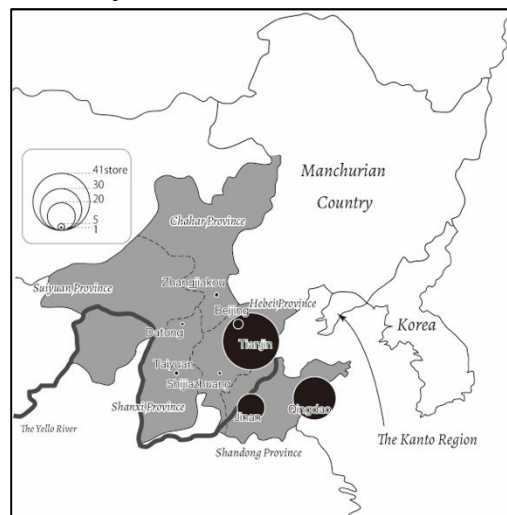 41store
30
20
5
1
Manchurian
Country
Chahar Province
Suiyuan Province
Zhangjiakou
Hebei Province
Beijing
Datong
Tianjin
Korea
Taiyuan
Shijiazhuang
Shanxi Province
Jinan
Qingdao
The Yello River
Shandong Province
The Kanto Region